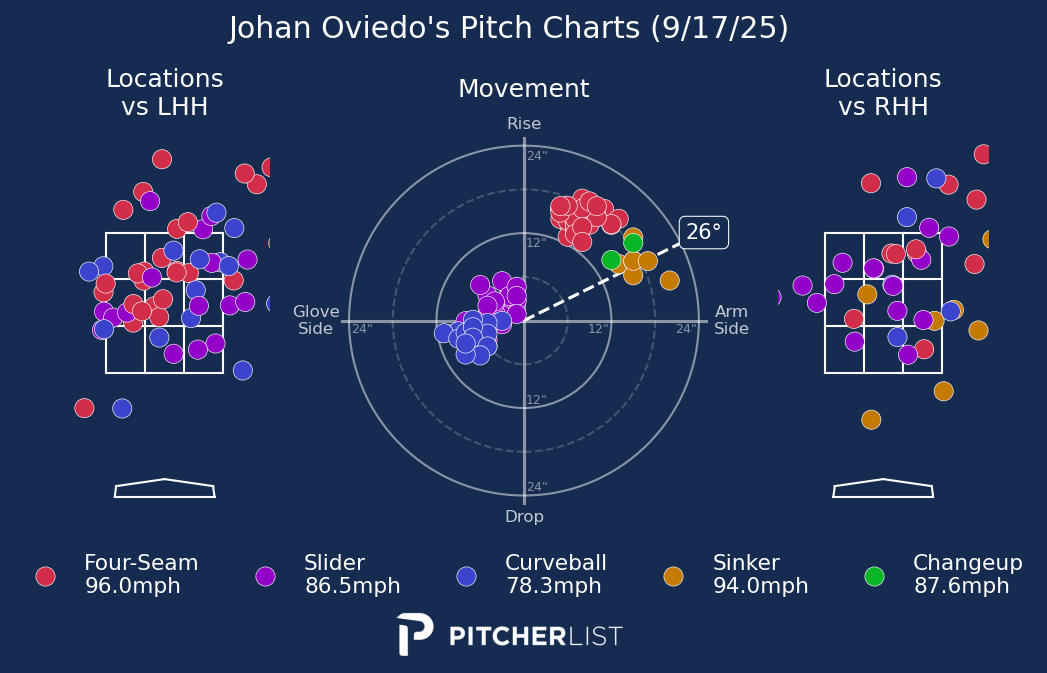 Johan Oviedo's Pitch Charts (9/17/25)
Locations
vs LHH
Movement
Locations
vs RHH
Rise
24"
12"
26°
Glove
Side
24"
12"
24"
Arm
Side
12"
24"
Drop
Four-Seam
96.0mph
Slider
86.5mph
Curveball
78.3mph
Sinker
94.0mph
Changeup
87.6mph
PITCHERLIST